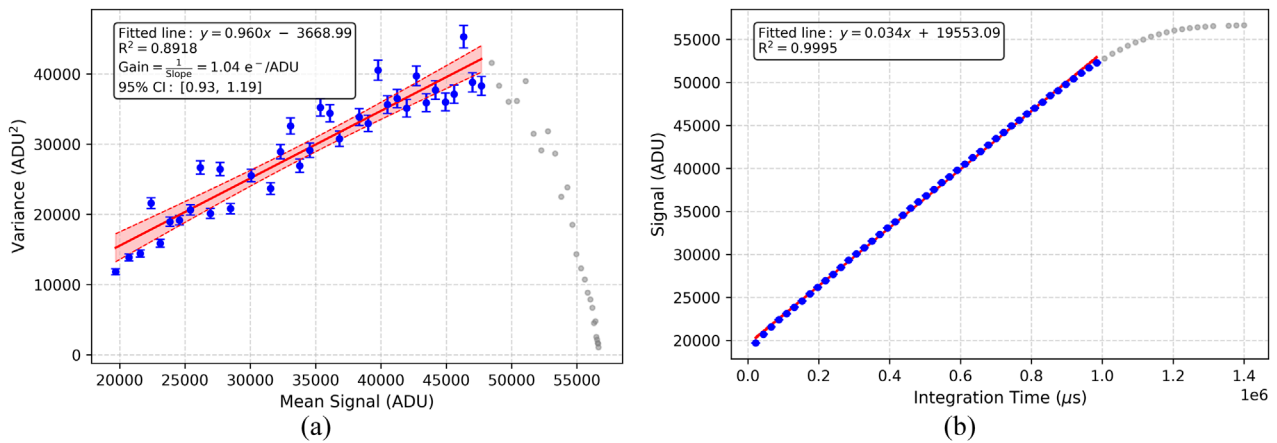 Fitted line: y=0.960x − 3668.99
R² = 0.8918
Gain = 1/Slope = 1.04 e⁻/ADU
95% CI: [0.93, 1.19]
Variance (ADU²)
40000
30000
20000
10000
0
20000 25000 30000 35000 40000 45000 50000 55000
Mean Signal (ADU)
(a)
Fitted line: y=0.034x + 19553.09
R² = 0.9995
Signal (ADU)
55000
50000
45000
40000
35000
30000
25000
20000
0.0 0.2 0.4 0.6 0.8 1.0 1.2 1.4
1e6
Integration Time (μs)
(b)